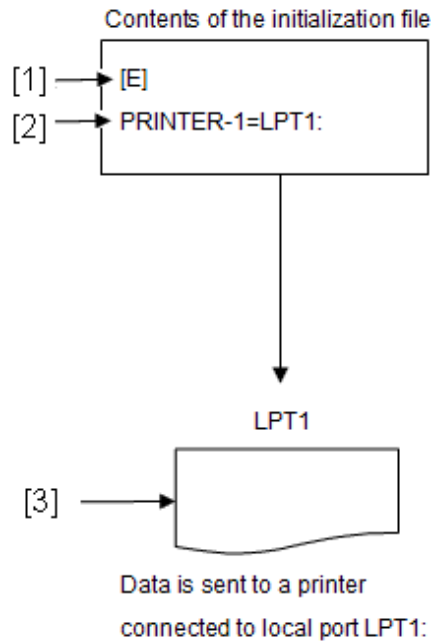 Contents of the initialization file
[1] [E]
[2] PRINTER-1=LPT1:
LPT1
[3]
Data is sent to a printer
connected to local port LPT1: